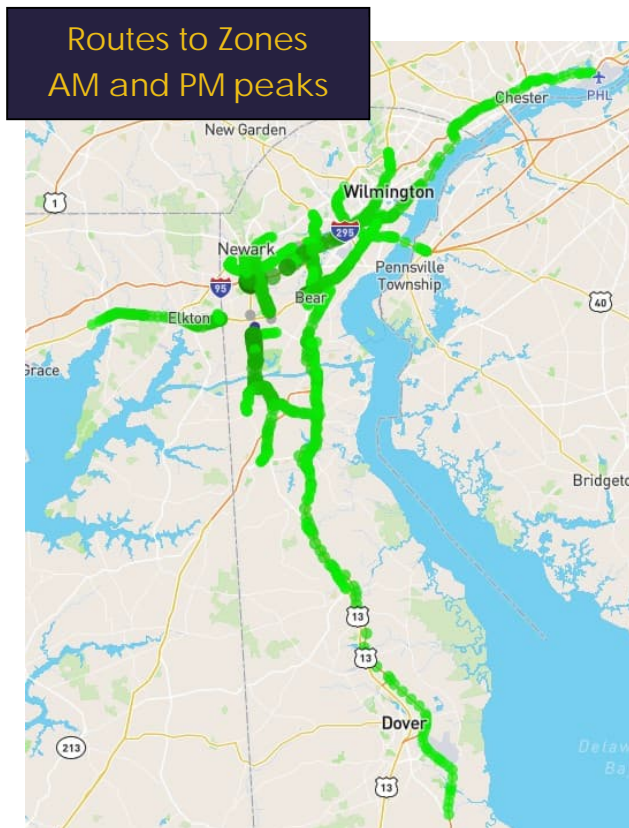 Routes to Zones
AM and PM peaks
Chester
PHL
New Garden
1
Wilmington
295
Newark
Pennsville
Township
95
Bear
40
Elkton
Grace
Bridgeto
13
13
Dover
213
Delaw
Ba
13